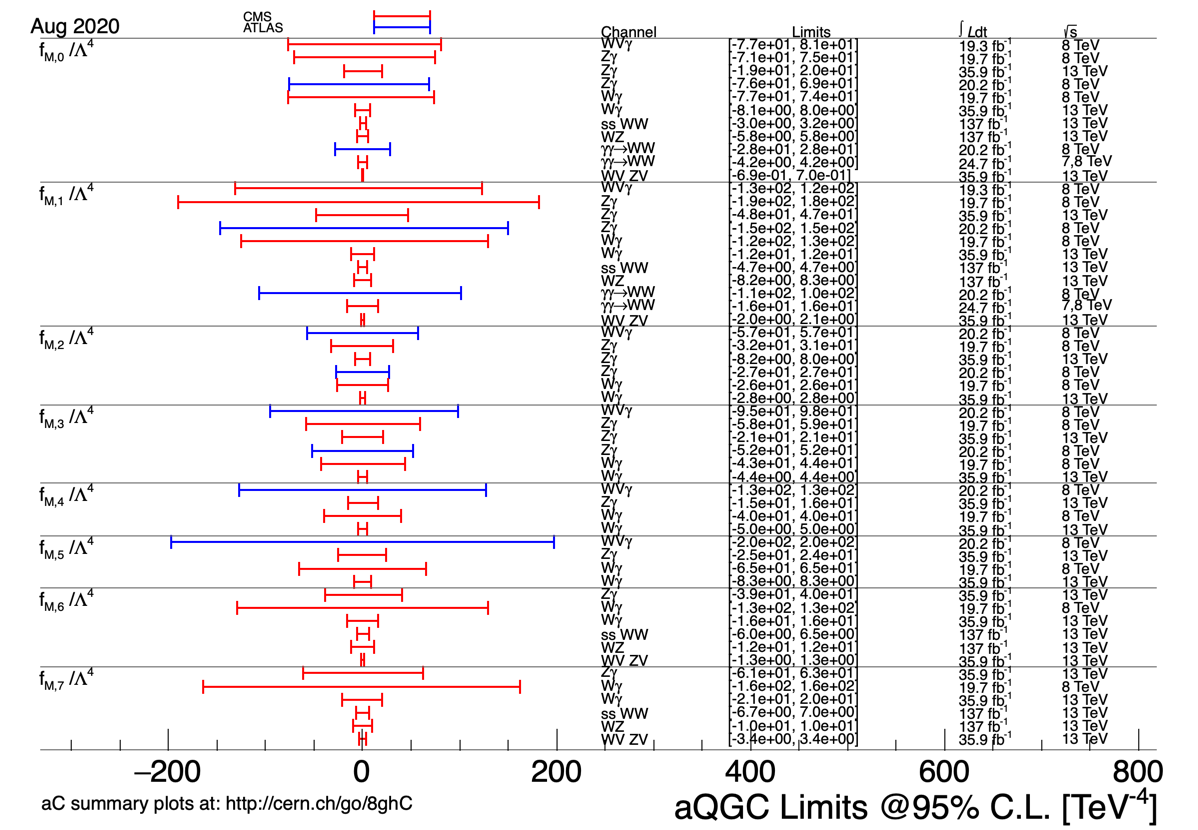 Aug 2020
CMS
ATLAS
Channel Limits ∫ Ldt √s
f_M,0 /Λ^4
WVγ [-7.7e+01, 8.1e+01] 19.3 fb^-1 8 TeV
Zγ [-7.1e+01, 7.5e+01] 19.7 fb^-1 8 TeV
Zγ [-1.9e+01, 2.0e+01] 35.9 fb^-1 13 TeV
Zγ [-7.6e+01, 6.9e+01] 20.2 fb^-1 8 TeV
Wγ [-7.7e+01, 7.4e+01] 19.7 fb^-1 8 TeV
Wγ [-8.1e+00, 8.0e+00] 35.9 fb^-1 13 TeV
ss WW [-3.0e+00, 3.2e+00] 137 fb^-1 13 TeV
WZ [-5.8e+00, 5.8e+00] 137 fb^-1 13 TeV
γγ→WW [-2.8e+01, 2.8e+01] 20.2 fb^-1 8 TeV
γγ→WW [-4.2e+00, 4.2e+00] 24.7 fb^-1 7,8 TeV
WV ZV [-6.9e-01, 7.0e-01] 35.9 fb^-1 13 TeV
f_M,1 /Λ^4
WVγ [-1.3e+02, 1.2e+02] 19.3 fb^-1 8 TeV
Zγ [-1.9e+02, 1.8e+02] 19.7 fb^-1 8 TeV
Zγ [-4.8e+01, 4.7e+01] 35.9 fb^-1 13 TeV
Zγ [-1.5e+02, 1.5e+02] 20.2 fb^-1 8 TeV
Wγ [-1.2e+02, 1.3e+02] 19.7 fb^-1 8 TeV
Wγ [-1.2e+01, 1.2e+01] 35.9 fb^-1 13 TeV
ss WW [-4.7e+00, 4.7e+00] 137 fb^-1 13 TeV
WZ [-8.2e+00, 8.3e+00] 137 fb^-1 13 TeV
γγ→WW [-1.1e+02, 1.0e+02] 20.2 fb^-1 8 TeV
γγ→WW [-1.6e+01, 1.6e+01] 24.7 fb^-1 7,8 TeV
WV ZV [-2.0e+00, 2.1e+00] 35.9 fb^-1 13 TeV
f_M,2 /Λ^4
WVγ [-5.7e+01, 5.7e+01] 20.2 fb^-1 8 TeV
Zγ [-3.2e+01, 3.1e+01] 19.7 fb^-1 8 TeV
Zγ [-8.2e+00, 8.0e+00] 35.9 fb^-1 13 TeV
Zγ [-2.7e+01, 2.7e+01] 20.2 fb^-1 8 TeV
Wγ [-2.6e+01, 2.6e+01] 19.7 fb^-1 8 TeV
Wγ [-2.8e+00, 2.8e+00] 35.9 fb^-1 13 TeV
f_M,3 /Λ^4
WVγ [-9.5e+01, 9.8e+01] 20.2 fb^-1 8 TeV
Zγ [-5.8e+01, 5.9e+01] 19.7 fb^-1 8 TeV
Zγ [-2.1e+01, 2.1e+01] 35.9 fb^-1 13 TeV
Zγ [-5.2e+01, 5.2e+01] 20.2 fb^-1 8 TeV
Wγ [-4.3e+01, 4.4e+01] 19.7 fb^-1 8 TeV
Wγ [-4.4e+00, 4.4e+00] 35.9 fb^-1 13 TeV
f_M,4 /Λ^4
WVγ [-1.3e+02, 1.3e+02] 20.2 fb^-1 8 TeV
Zγ [-1.5e+01, 1.6e+01] 35.9 fb^-1 13 TeV
Wγ [-4.0e+01, 4.0e+01] 19.7 fb^-1 8 TeV
Wγ [-5.0e+00, 5.0e+00] 35.9 fb^-1 13 TeV
f_M,5 /Λ^4
WVγ [-2.0e+02, 2.0e+02] 20.2 fb^-1 8 TeV
Zγ [-2.5e+01, 2.4e+01] 35.9 fb^-1 13 TeV
Wγ [-6.5e+01, 6.5e+01] 19.7 fb^-1 8 TeV
Wγ [-8.3e+00, 8.3e+00] 35.9 fb^-1 13 TeV
f_M,6 /Λ^4
Zγ [-3.9e+01, 4.0e+01] 35.9 fb^-1 13 TeV
Wγ [-1.3e+02, 1.3e+02] 19.7 fb^-1 8 TeV
Wγ [-1.6e+01, 1.6e+01] 35.9 fb^-1 13 TeV
ss WW [-6.0e+00, 6.5e+00] 137 fb^-1 13 TeV
WZ [-1.2e+01, 1.2e+01] 137 fb^-1 13 TeV
WV ZV [-1.3e+00, 1.3e+00] 35.9 fb^-1 13 TeV
f_M,7 /Λ^4
Zγ [-6.1e+01, 6.3e+01] 35.9 fb^-1 13 TeV
Wγ [-1.6e+02, 1.6e+02] 19.7 fb^-1 8 TeV
Wγ [-2.1e+01, 2.0e+01] 35.9 fb^-1 13 TeV
ss WW [-6.7e+00, 7.0e+00] 137 fb^-1 13 TeV
WZ [-1.0e+01, 1.0e+01] 137 fb^-1 13 TeV
WV ZV [-3.4e+00, 3.4e+00] 35.9 fb^-1 13 TeV
−200 0 200 400 600 800
aC summary plots at: http://cern.ch/go/8ghC
aQGC Limits @95% C.L. [TeV^-4]